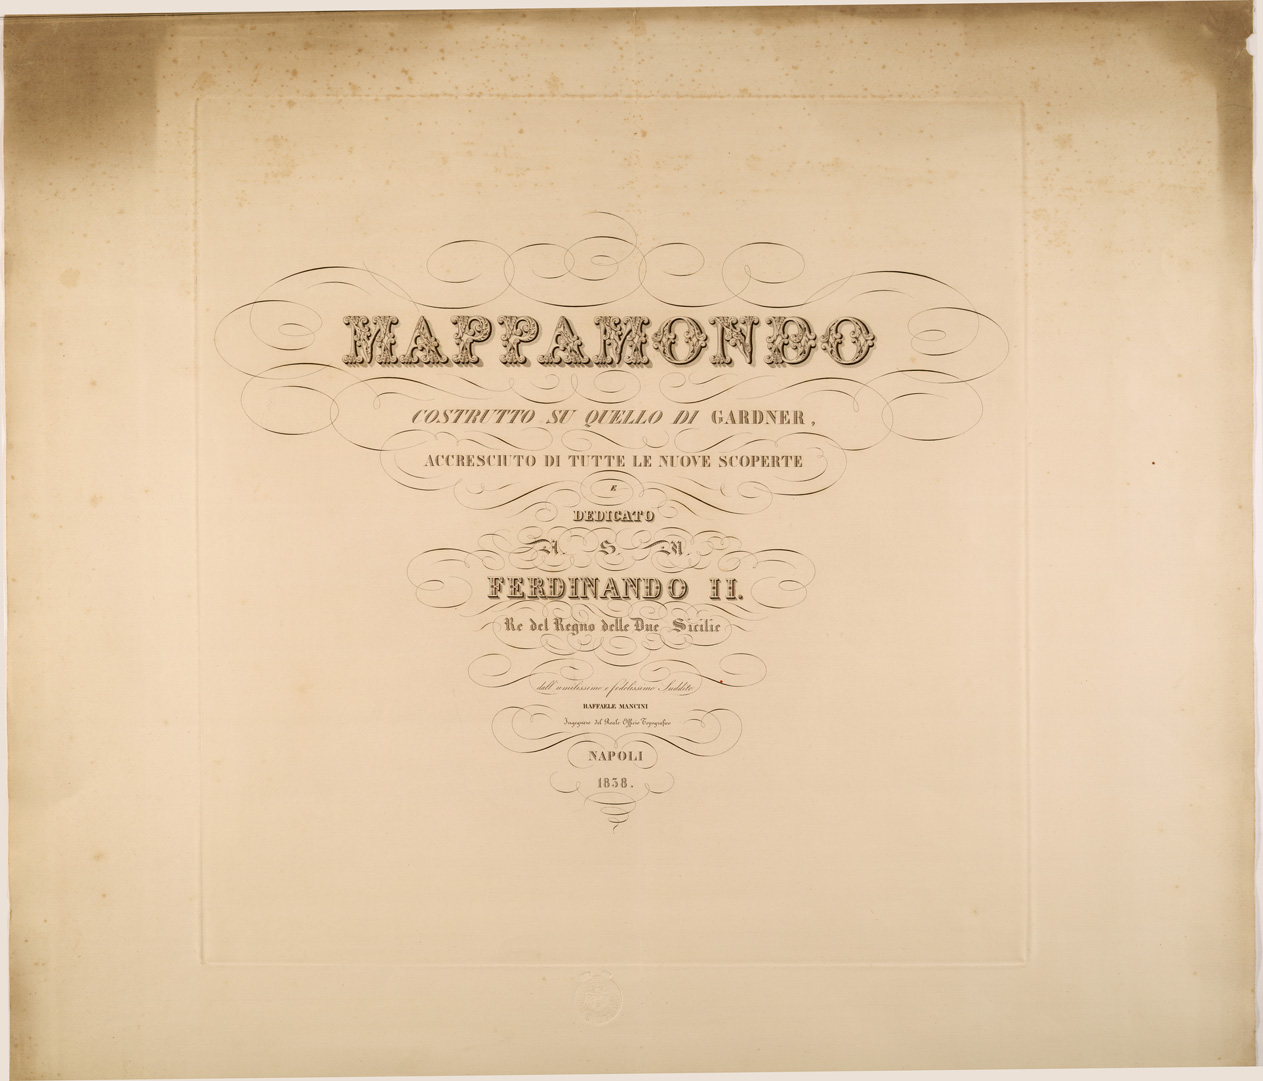 MAPPAMONDO
COSTRUTTO SU QUELLO DI GARDNER,
ACCRESCIUTO DI TUTTE LE NUOVE SCOPERTE
E
DEDICATO
A. S. M.
FERDINANDO II.
Re del Regno delle Due Sicilie
dall'umilissimo e fedelissimo Suddito
RAFFAELE MANCINI
Ingegnere del Reale Officio Topografico
NAPOLI
1838.